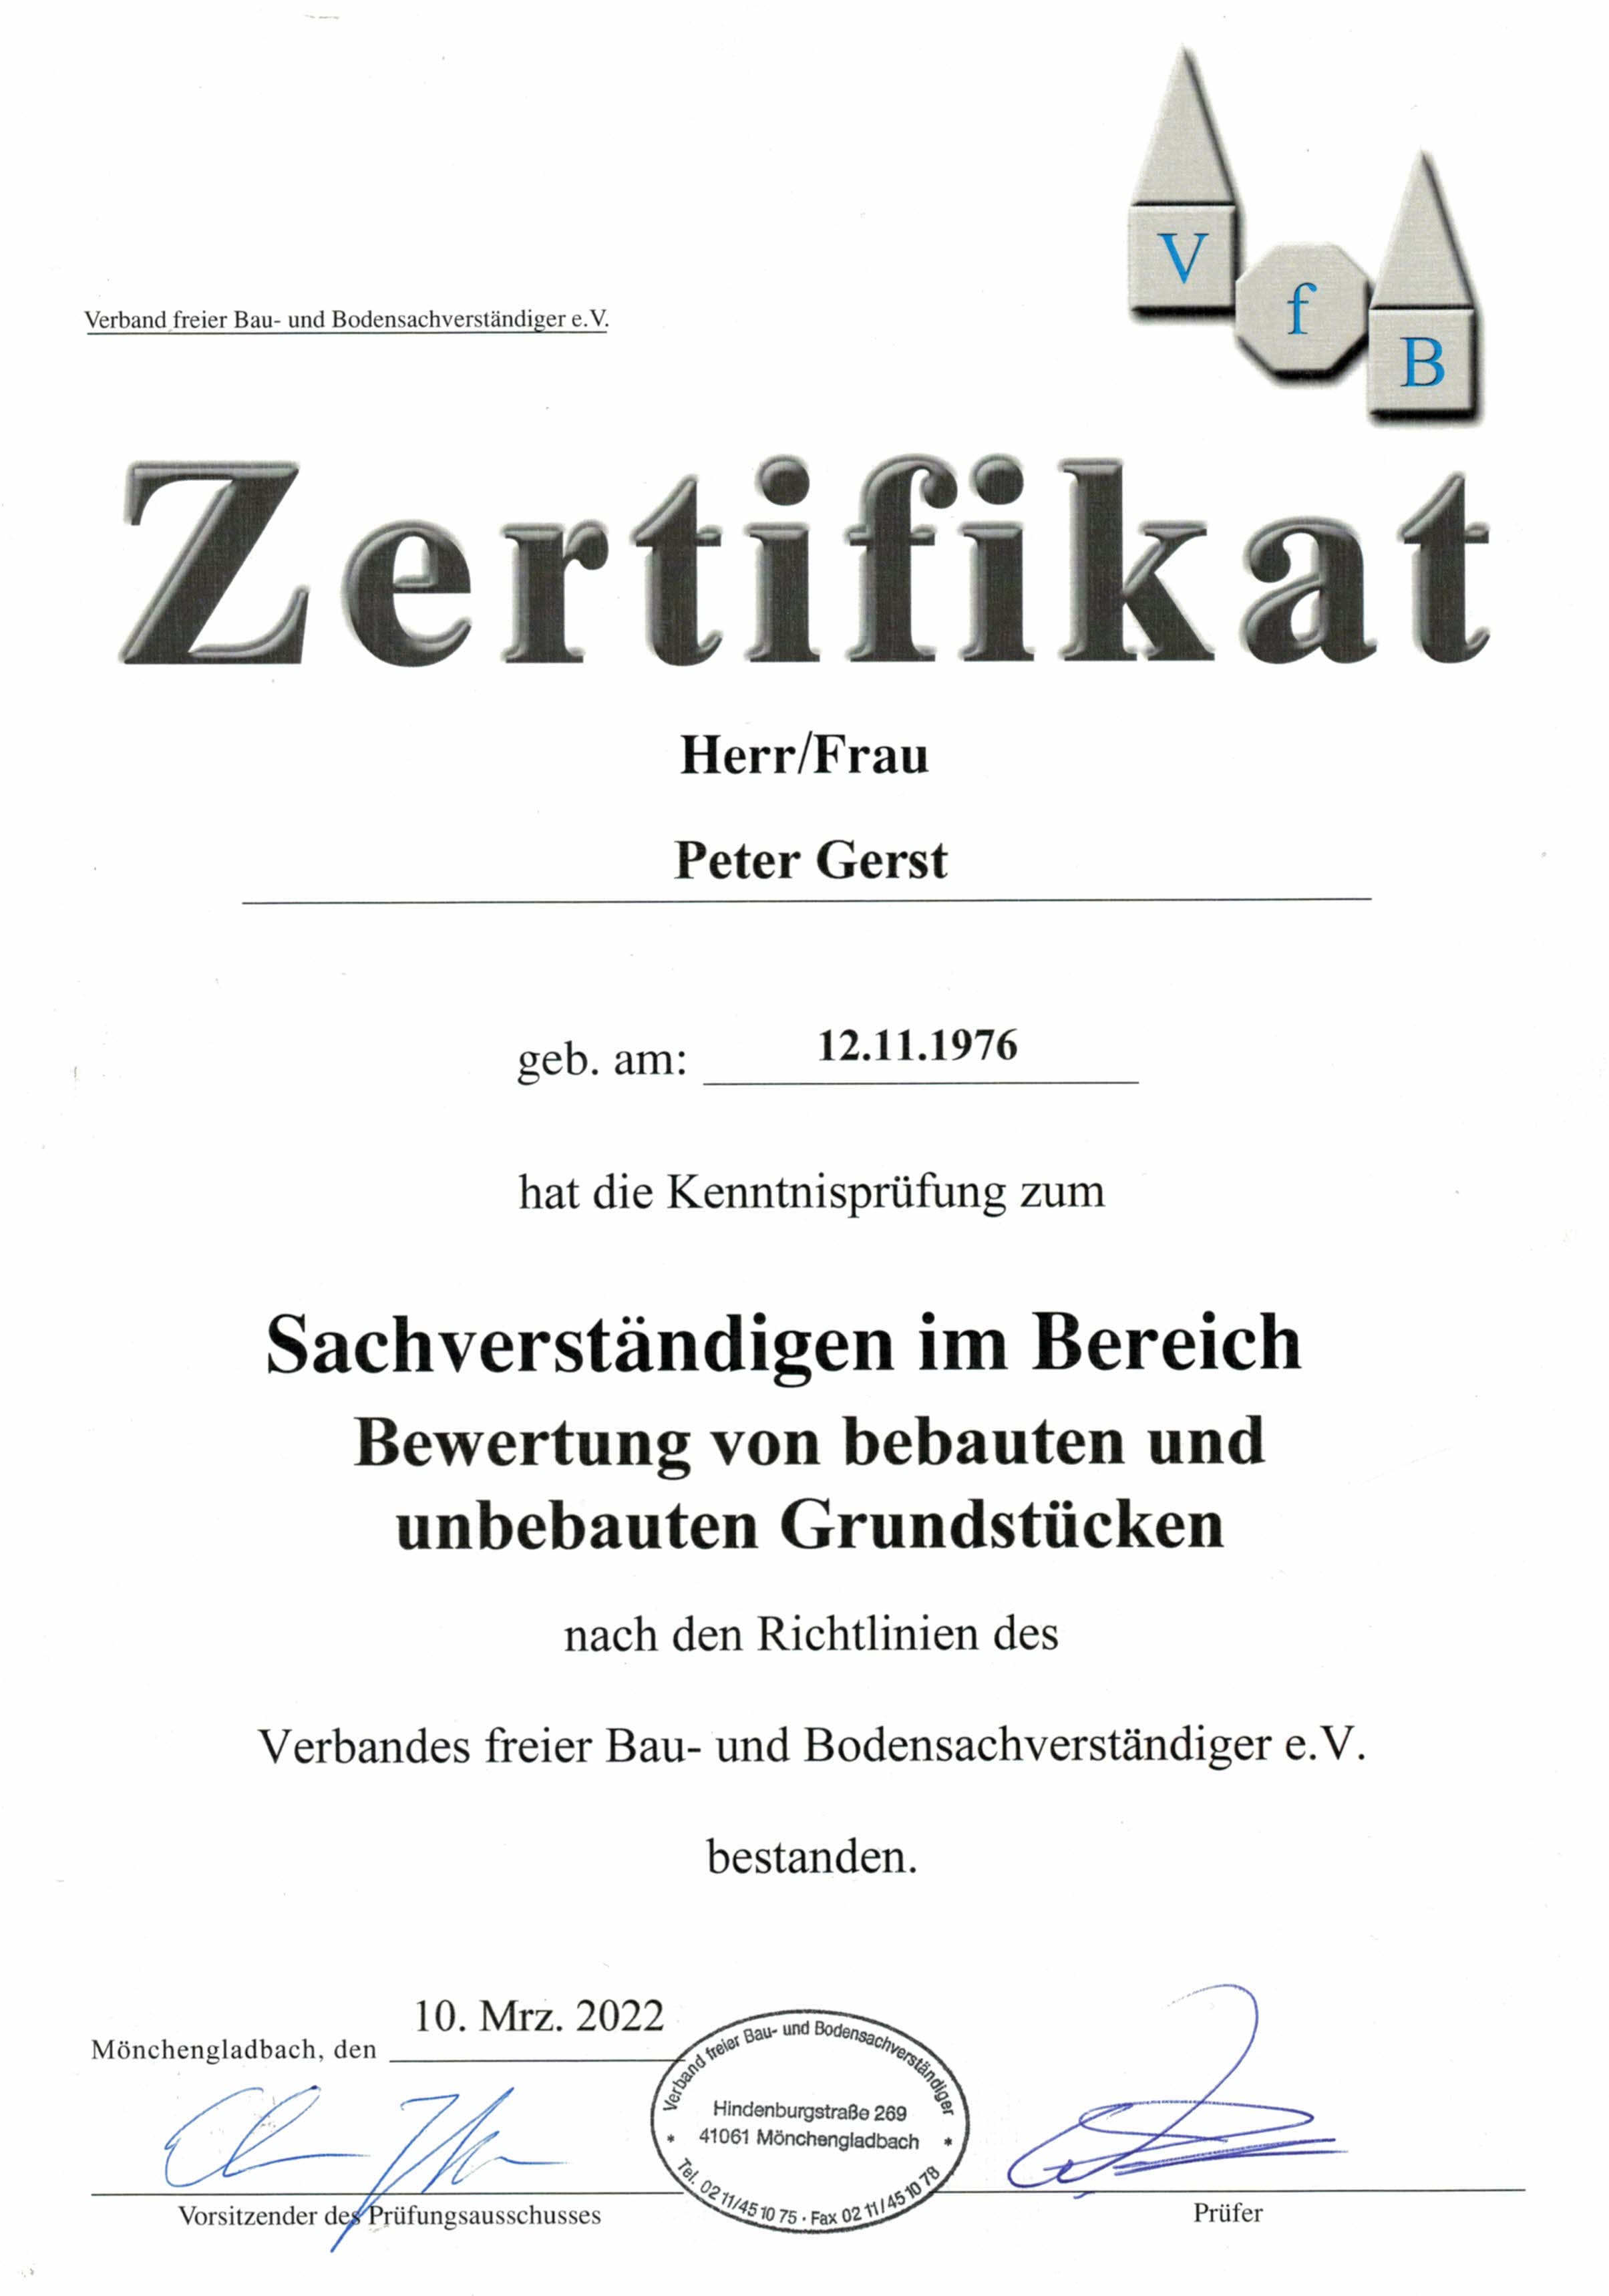 V
f
B
Verband freier Bau- und Bodensachverständiger e.V.
Zertifikat
Herr/Frau
Peter Gerst
geb. am: 12.11.1976
hat die Kenntnisprüfung zum
Sachverständigen im Bereich
Bewertung von bebauten und
unbebauten Grundstücken
nach den Richtlinien des
Verbandes freier Bau- und Bodensachverständiger e.V.
bestanden.
Mönchengladbach, den 10. Mrz. 2022
Verband freier Bau- und Bodensachverständiger
Hindenburgstraße 269
* 41061 Mönchengladbach *
Tel. 02 11/45 10 75 · Fax 02 11/45 10 78
Vorsitzender des Prüfungsausschusses
Prüfer